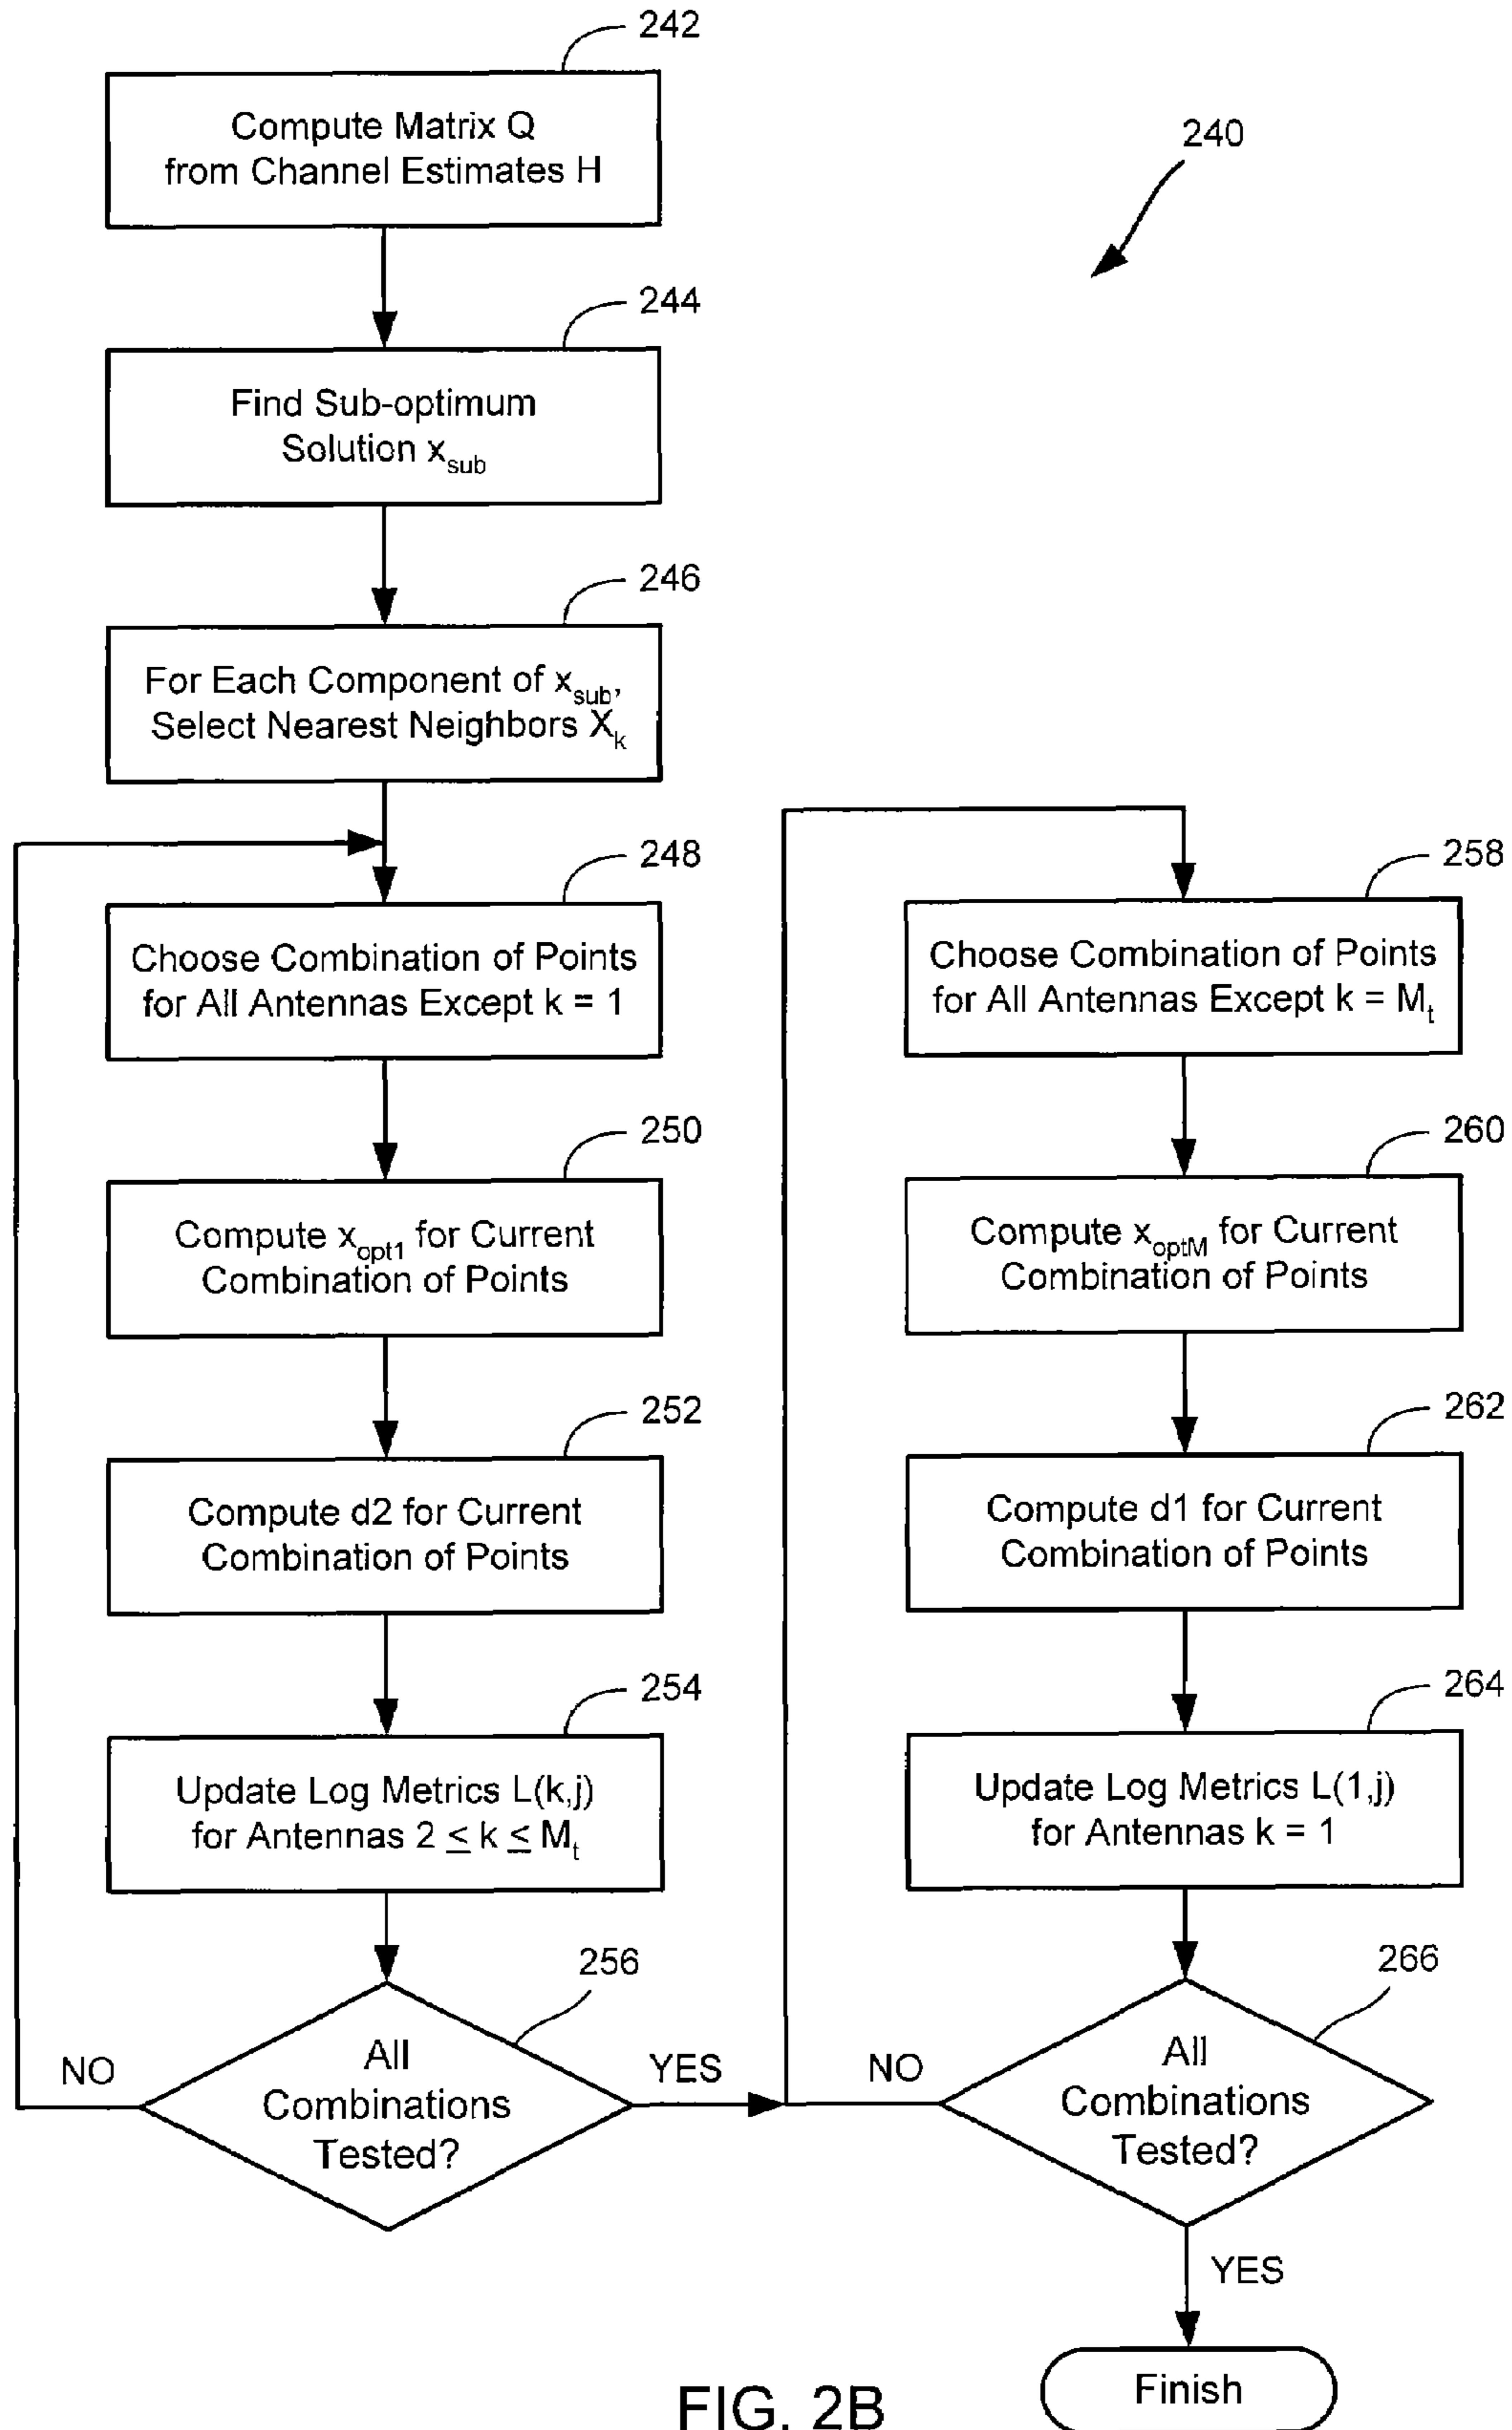 242
Compute Matrix Q
from Channel Estimates H
240
244
Find Sub-optimum
Solution x_sub
246
For Each Component of x_sub,
Select Nearest Neighbors X_k
248
Choose Combination of Points
for All Antennas Except k = 1
250
Compute x_opt1 for Current
Combination of Points
252
Compute d2 for Current
Combination of Points
254
Update Log Metrics L(k,j)
for Antennas 2 ≤ k ≤ M_t
256
All
Combinations
Tested?
NO
YES
258
Choose Combination of Points
for All Antennas Except k = M_t
260
Compute x_optM for Current
Combination of Points
262
Compute d1 for Current
Combination of Points
264
Update Log Metrics L(1,j)
for Antennas k = 1
266
All
Combinations
Tested?
NO
YES
Finish
FIG. 2B